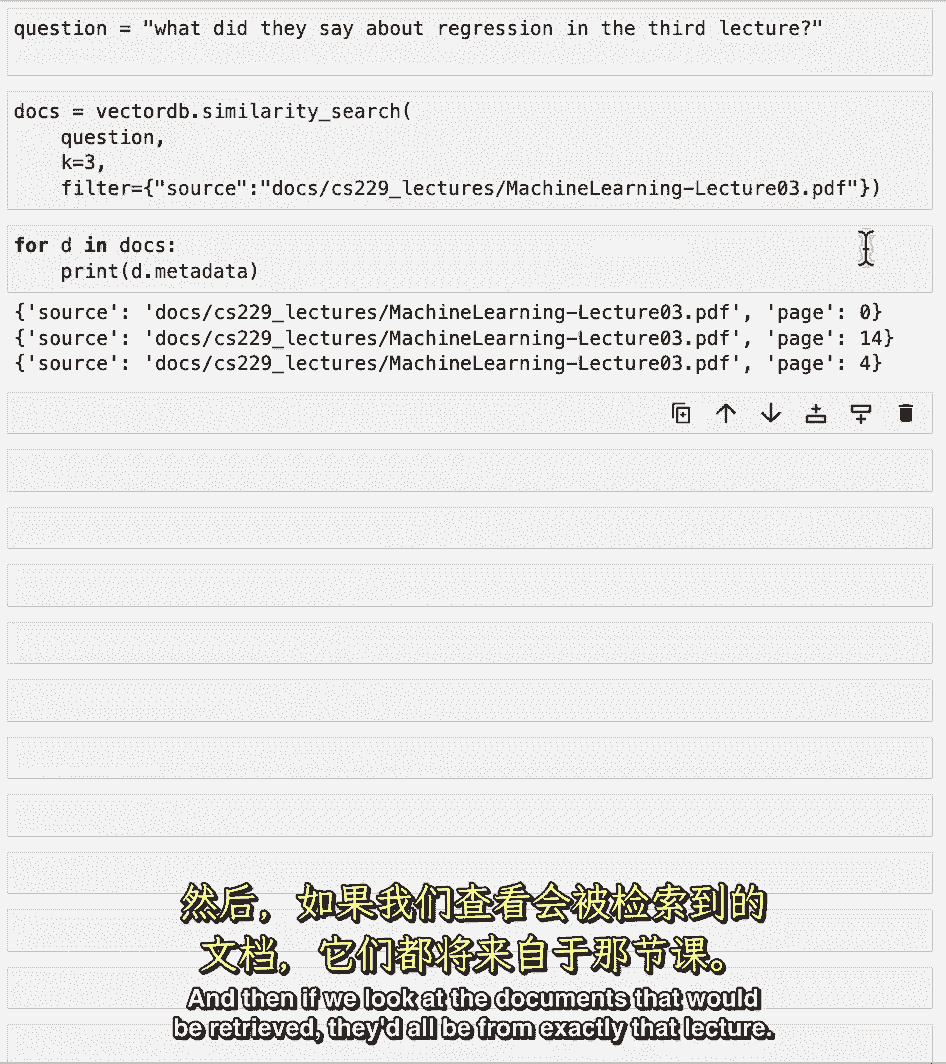 question = "what did they say about regression in the third lecture?"
docs = vectordb.similarity_search(
    question,
    k=3,
    filter={"source":"docs/cs229_lectures/MachineLearning-Lecture03.pdf"})
for d in docs:
    print(d.metadata)
{'source': 'docs/cs229_lectures/MachineLearning-Lecture03.pdf', 'page': 0}
{'source': 'docs/cs229_lectures/MachineLearning-Lecture03.pdf', 'page': 14}
{'source': 'docs/cs229_lectures/MachineLearning-Lecture03.pdf', 'page': 4}
然后，如果我们查看会被检索到的
文档，它们都将来自于那节课。
And then if we look at the documents that would
be retrieved, they'd all be from exactly that lecture.